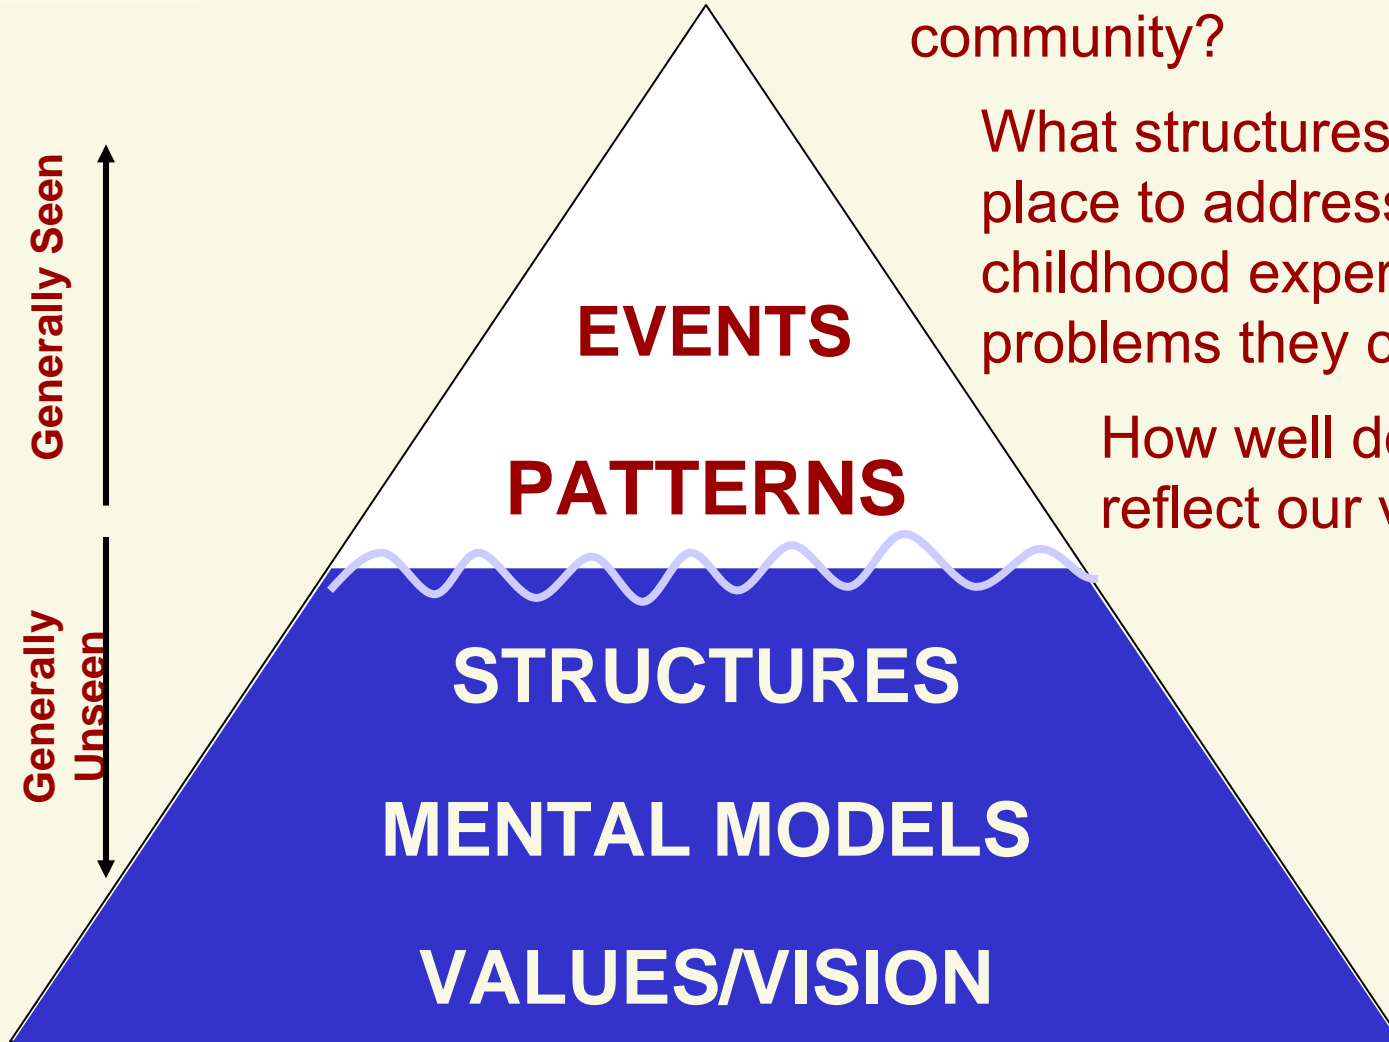 community?
What structures
place to address
childhood exper
problems they
How well d
reflect our
Generally Seen
EVENTS
PATTERNS
Generally
Unseen
STRUCTURES
MENTAL MODELS
VALUES/VISION